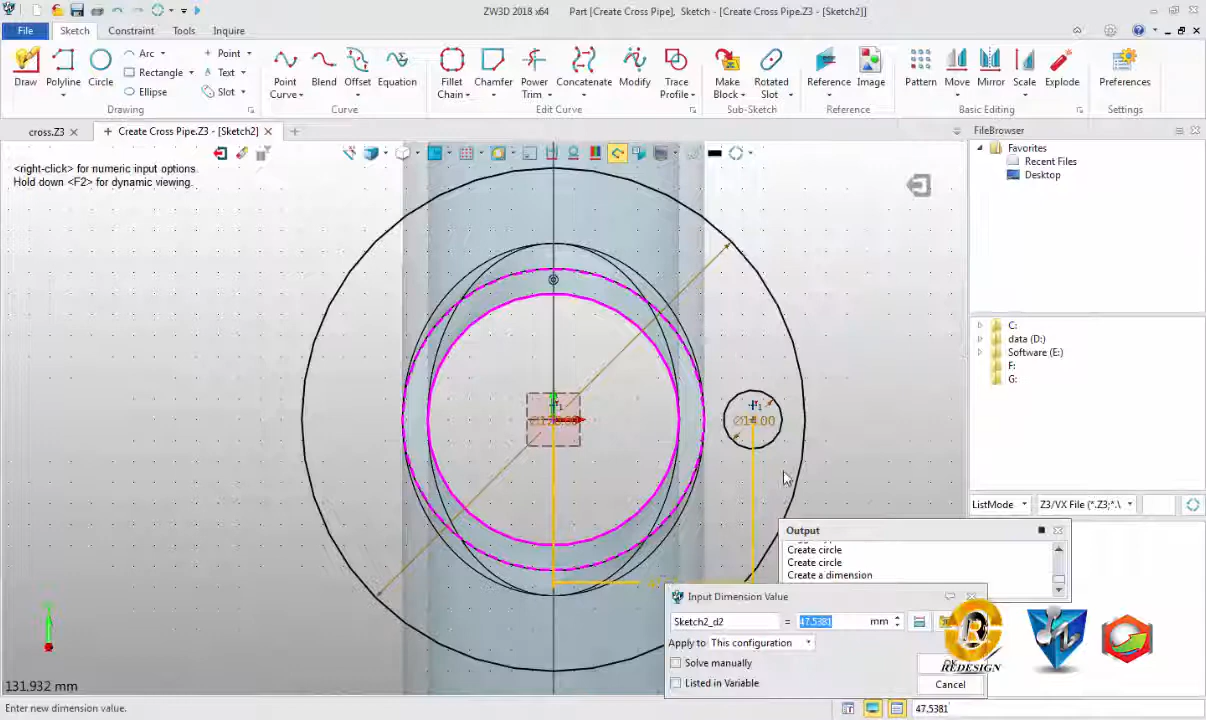 ZW3D 2018 x64 Part [Create Cross Pipe], Sketch - [Create Cross Pipe.Z3 - [Sketch2]]
File Sketch Constraint Tools Inquire
Draw Polyline Circle Arc Rectangle Ellipse Point Text Slot
Point Curve Blend Offset Equation
Fillet Chain Chamfer Power Trim Concatenate Modify Trace Profile
Make Block Rotated Slot Reference Image
Pattern Move Mirror Scale Explode Preferences
Drawing Curve Edit Curve Sub-Sketch Reference Basic Editing Settings
cross.Z3 Create Cross Pipe.Z3 - [Sketch2]
FileBrowser
Favorites
Recent Files
Desktop
<right-click> for numeric input options.
Hold down <F2> for dynamic viewing.
C:
data (D:)
Software (E:)
F:
G:
Ø14.00
ListMode Z3/VX File (*.Z3;*.\
Output
Create circle
Create circle
Create a dimension
Input Dimension Value
Sketch2_d2 = 47.5381 mm
Apply to This configuration
Solve manually
Listed in Variable
Cancel
REDESIGN
131.932 mm
Enter new dimension value.
47.5381